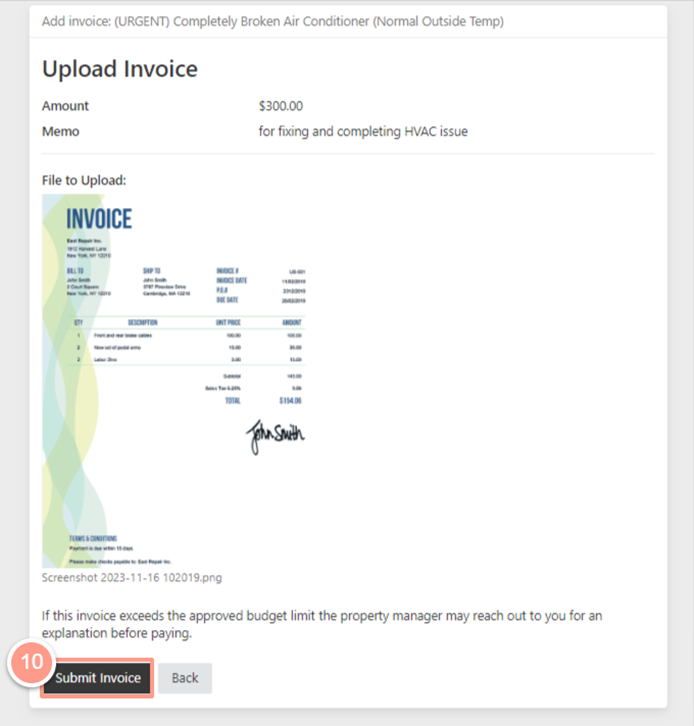 Add invoice: (URGENT) Completely Broken Air Conditioner (Normal Outside Temp)
Upload Invoice
Amount $300.00
Memo for fixing and completing HVAC issue
File to Upload:
INVOICE
East Repair Inc.
1912 Harvest Lane
New York, NY 12210
BILL TO SHIP TO INVOICE # US-001
John Smith John Smith INVOICE DATE 11/02/2019
2 Court Square 3787 Pineview Drive P.O.#
New York, NY 12210 Cambridge, MA 12210 DUE DATE
QTY DESCRIPTION UNIT PRICE AMOUNT
1 Front and rear brake cables 100.00 100.00
2 New set of pedal arms 15.00 30.00
3 Labor 3hrs 5.00 15.00
Subtotal 145.00
Sales Tax 6.25% 9.06
TOTAL $154.06
John Smith
TERMS & CONDITIONS
Payment is due within 15 days
Please make checks payable to: East Repair Inc.
Screenshot 2023-11-16 102019.png
If this invoice exceeds the approved budget limit the property manager may reach out to you for an
explanation before paying.
10
Submit Invoice Back